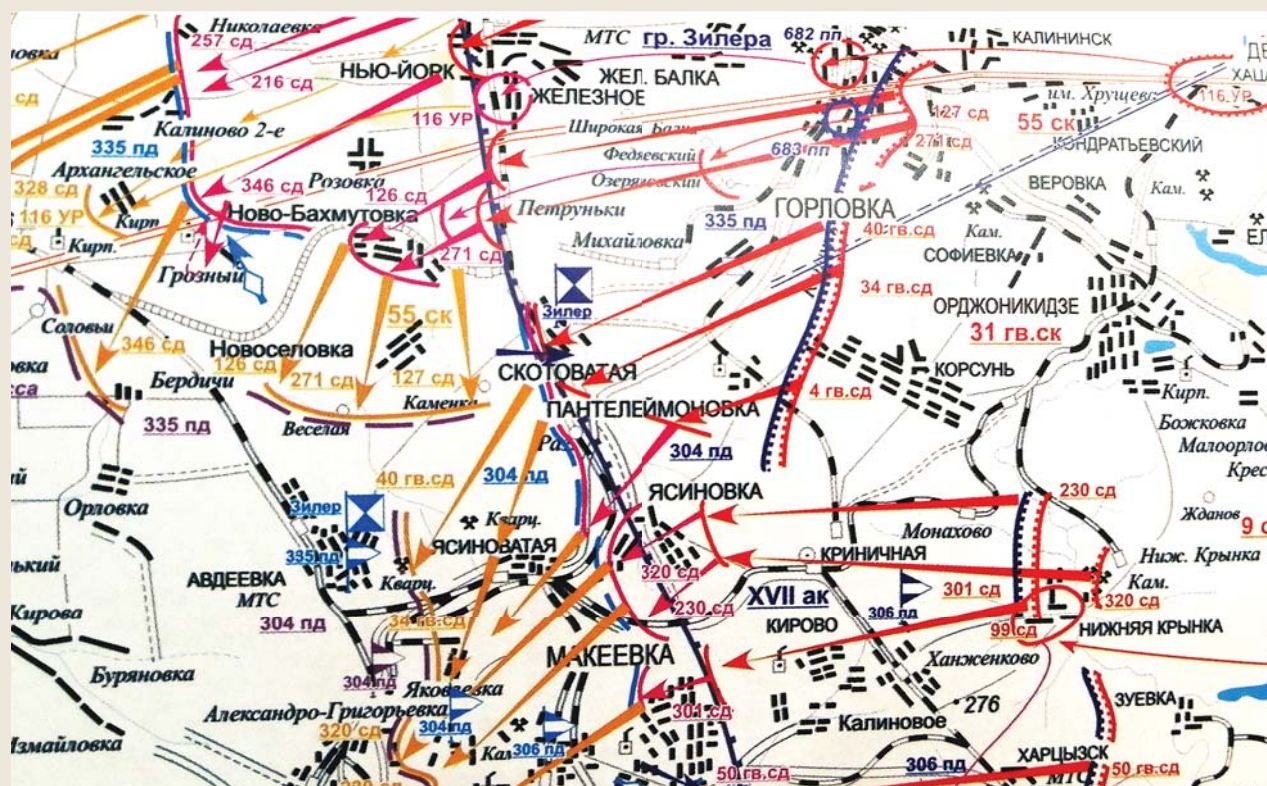 Николаевка
257 сд
216 сд
НЬЮ-ЙОРК
МТС
гр. Зилера
682 пп
КАЛИНИНСК
ЖЕЛ. БАЛКА
ЖЕЛЕЗНОЕ
им. Хрущева
116 УР
сд
116 УР
127 сд
55 ск
Калиново 2-е
335 пд
Широкая Балка
271 сд
КОНДРАТЬЕВСКИЙ
683 пп
Федяевский
Архангельское
328 сд
346 сд
Розовка
126 сд
Озеряновский
ВЕРОВКА
Кам.
116 УР
Кирп.
Ново-Бахмутовка
Петруньки
335 пд
ГОРЛОВКА
40 гв.сд
Кам.
сд
Кирп.
271 сд
Михайловка
СОФИЕВКА
Грозный
34 гв.сд
ОРДЖОНИКИДЗЕ
Зилер
55 ск
31 гв.ск
Соловьи
346 сд
Новоселовка
126 сд
271 сд
127 сд
СКОТОВАТАЯ
КОРСУНЬ
Бердичи
Каменка
4 гв.сд
Кирп.
335 пд
Веселая
ПАНТЕЛЕЙМОНОВКА
Божковка
304 пд
40 гв.сд
304 пд
ЯСИНОВКА
230 сд
Орловка
Зилер
Кварц.
Монахово
Жданов
335 пд
ЯСИНОВАТАЯ
КРИНИЧНАЯ
Ниж. Крынка
АВДЕЕВКА
МТС
Кварц.
320 сд
301 сд
Кам.
320 сд
304 пд
34 гв.сд
230 сд
XVII ак
306 пд
99 сд
НИЖНЯЯ КРЫНКА
Кирова
КИРОВО
МАКЕЕВКА
Ханженково
Буряновка
304 пд
Яковлевка
Александро-Григорьевка
304 пд
301 сд
276
ЗУЕВКА
320 сд
306 пд
Калиновое
Измайловка
50 гв.сд
306 пд
ХАРЦЫЗСК
МТС
50 гв.сд